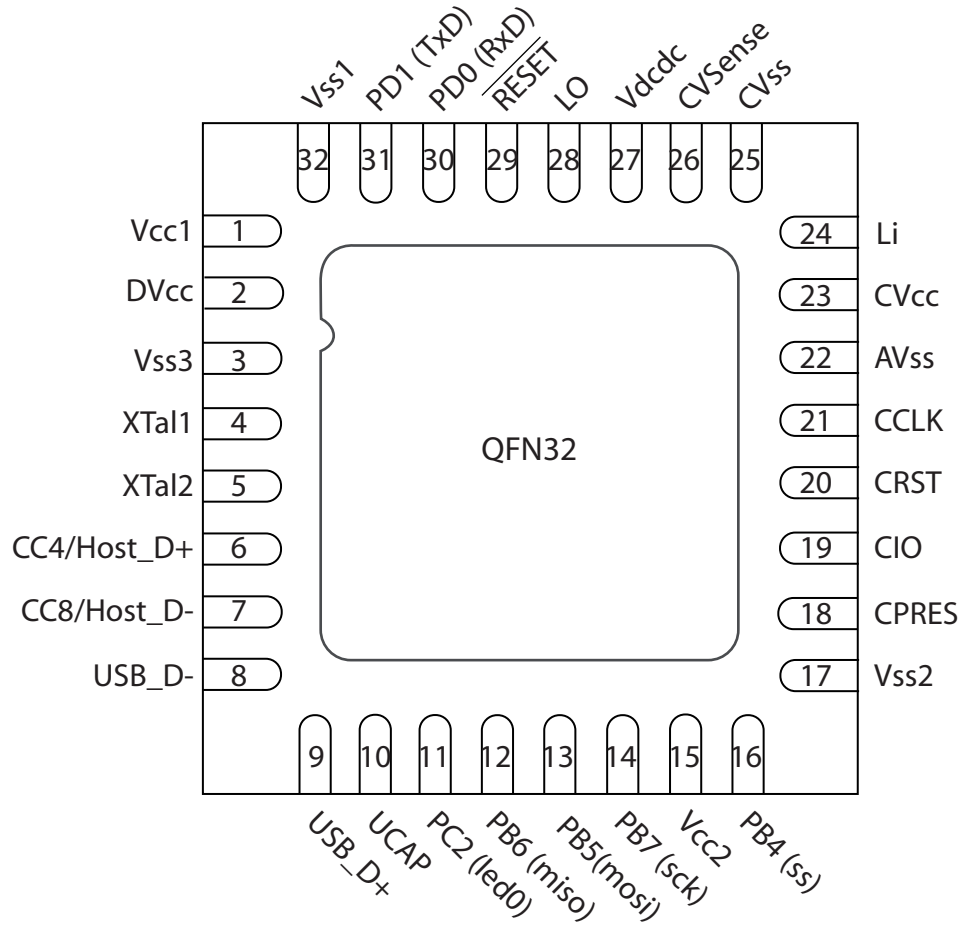 Vss1
PD1 (TxD)
PD0 (RxD)
RESET
LO
Vdcdc
CVSense
CVss
32
31
30
29
28
27
26
25
Vcc1
1
DVcc
2
Vss3
3
XTal1
4
XTal2
5
CC4/Host_D+
6
CC8/Host_D-
7
USB_D-
8
QFN32
24
Li
23
CVcc
22
AVss
21
CCLK
20
CRST
19
CIO
18
CPRES
17
Vss2
9
10
11
12
13
14
15
16
USB_D+
UCAP
PC2 (led0)
PB6 (miso)
PB5(mosi)
PB7 (sck)
Vcc2
PB4 (ss)